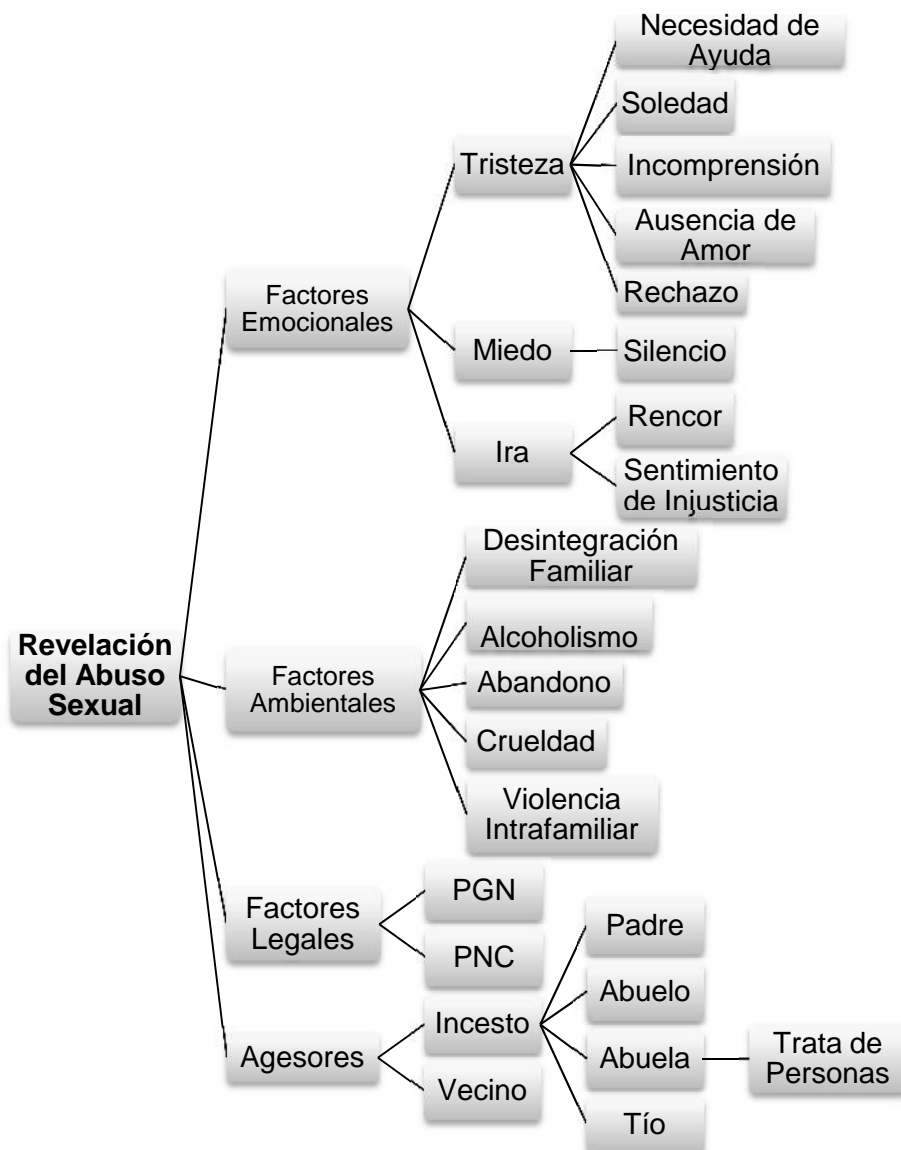 Necesidad de
Ayuda
Soledad
Tristeza
Incomprensión
Ausencia de
Amor
Rechazo
Factores
Emocionales
Miedo
Silencio
Rencor
Ira
Sentimiento
de Injusticia
Desintegración
Familiar
Alcoholismo
Revelación
del Abuso
Sexual
Factores
Ambientales
Abandono
Crueldad
Violencia
Intrafamiliar
PGN
Factores
Legales
PNC
Padre
Abuelo
Incesto
Agesores
Abuela
Trata de
Personas
Vecino
Tío